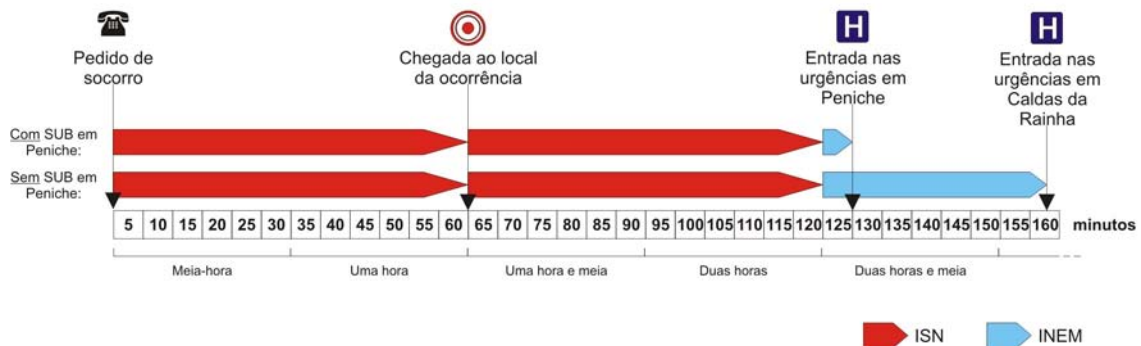 H
H
Pedido de
socorro
Chegada ao local
da ocorrência
Entrada nas
urgências em
Peniche
Entrada nas
urgências em
Caldas da
Rainha
Com SUB em
Peniche:
Sem SUB em
Peniche:
5 10 15 20 25 30 35 40 45 50 55 60 65 70 75 80 85 90 95 100 105 110 115 120 125 130 135 140 145 150 155 160 minutos
Meia-hora Uma hora Uma hora e meia Duas horas Duas horas e meia
ISN INEM